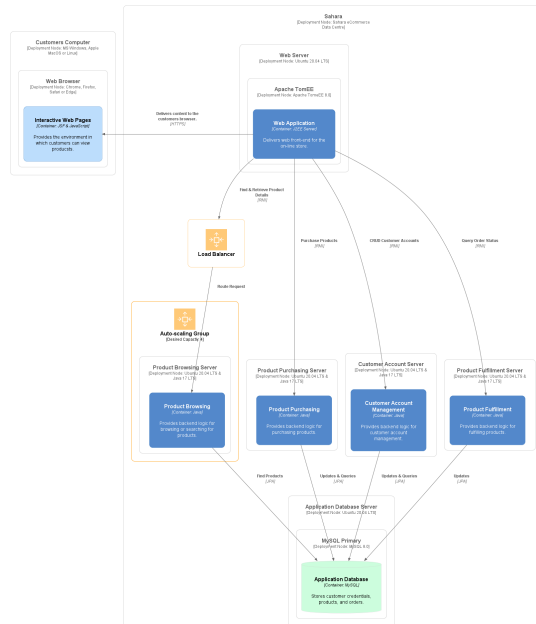 Sahara
[Deployment Node: Sahara eCommerce
Data Centre]
Customers Computer
[Deployment Node: MS Windows, Apple
MacOS or Linux]
Web Browser
[Deployment Node: Chrome, Firefox,
Safari or Edge]
Interactive Web Pages
[Container: JSF & JavaScript]
Provides the environment in
which customers can view
products.
Web Server
[Deployment Node: Ubuntu 20.04 LTS]
Apache TomEE
[Deployment Node: Apache TomEE 8.0]
Web Application
[Container: J2EE Server]
Delivers web front-end for the
on-line store.
Delivers content to the
customers browser.
[HTTPS]
Find & Retrieve Product
Details
[RMI]
Purchase Products
[RMI]
CRUD Customer Accounts
[RMI]
Query Order Status
[RMI]
Load Balancer
Route Request
Auto-scaling Group
[Desired Capacity: 4]
Product Browsing Server
[Deployment Node: Ubuntu 20.04 LTS &
Java 17 LTS]
Product Browsing
[Container: Java]
Provides backend logic for
browsing or searching for
products.
Product Purchasing Server
[Deployment Node: Ubuntu 20.04 LTS &
Java 17 LTS]
Product Purchasing
[Container: Java]
Provides backend logic for
purchasing products.
Customer Account Server
[Deployment Node: Ubuntu 20.04 LTS &
Java 17 LTS]
Customer Account
Management
[Container: Java]
Provides backend logic for
customer account
management.
Product Fulfillment Server
[Deployment Node: Ubuntu 20.04 LTS &
Java 17 LTS]
Product Fulfillment
[Container: Java]
Provides backend logic for
fulfilling products.
Find Products
[JPA]
Updates & Queries
[JPA]
Updates & Queries
[JPA]
Updates
[JPA]
Application Database Server
[Deployment Node: Ubuntu 20.04 LTS]
MySQL Primary
[Deployment Node: MySQL 8.0]
Application Database
[Container: MySQL]
Stores customer credentials,
products, and orders.